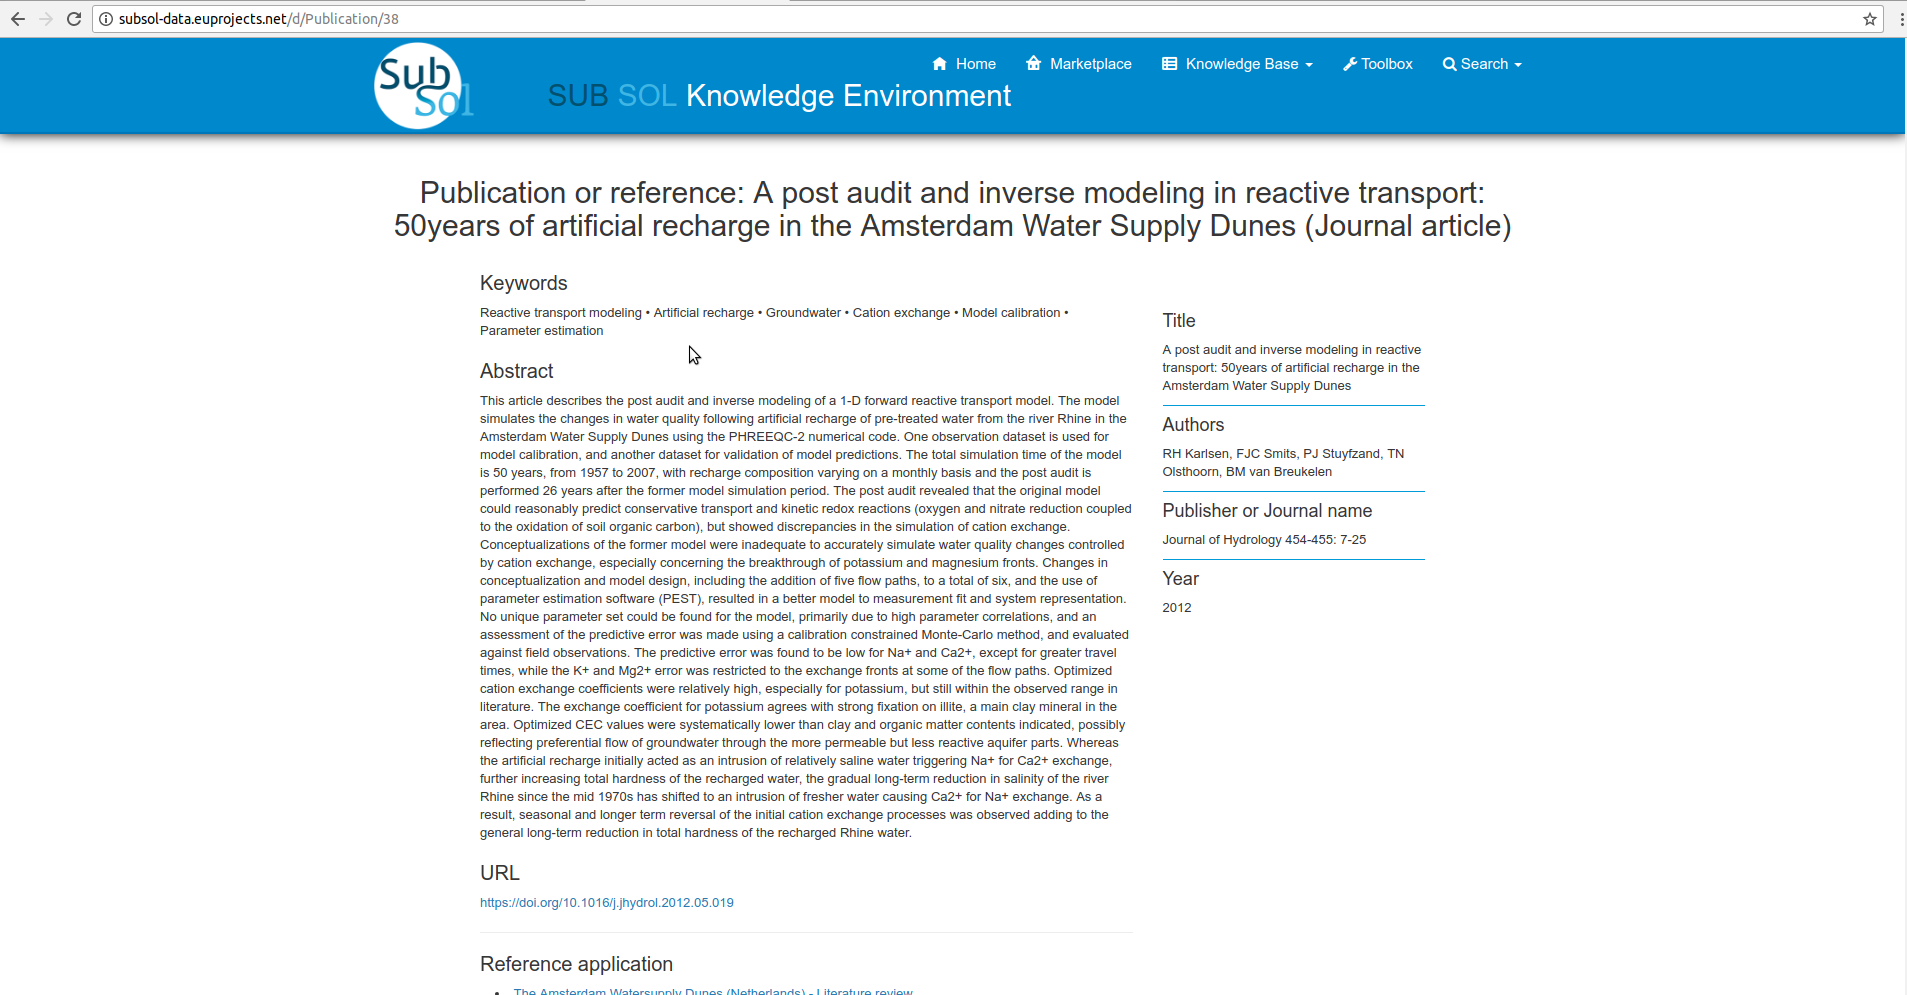 subsol-data.euprojects.net/d/Publication/38
Sub
Sol
Home
Marketplace
Knowledge Base
Toolbox
Search
SUB SOL Knowledge Environment
Publication or reference: A post audit and inverse modeling in reactive transport:
50years of artificial recharge in the Amsterdam Water Supply Dunes (Journal article)
Keywords
Reactive transport modeling • Artificial recharge • Groundwater • Cation exchange • Model calibration •
Parameter estimation
Abstract
This article describes the post audit and inverse modeling of a 1-D forward reactive transport model. The model
simulates the changes in water quality following artificial recharge of pre-treated water from the river Rhine in the
Amsterdam Water Supply Dunes using the PHREEQC-2 numerical code. One observation dataset is used for
model calibration, and another dataset for validation of model predictions. The total simulation time of the model
is 50 years, from 1957 to 2007, with recharge composition varying on a monthly basis and the post audit is
performed 26 years after the former model simulation period. The post audit revealed that the original model
could reasonably predict conservative transport and kinetic redox reactions (oxygen and nitrate reduction coupled
to the oxidation of soil organic carbon), but showed discrepancies in the simulation of cation exchange.
Conceptualizations of the former model were inadequate to accurately simulate water quality changes controlled
by cation exchange, especially concerning the breakthrough of potassium and magnesium fronts. Changes in
conceptualization and model design, including the addition of five flow paths, to a total of six, and the use of
parameter estimation software (PEST), resulted in a better model to measurement fit and system representation.
No unique parameter set could be found for the model, primarily due to high parameter correlations, and an
assessment of the predictive error was made using a calibration constrained Monte-Carlo method, and evaluated
against field observations. The predictive error was found to be low for Na+ and Ca2+, except for greater travel
times, while the K+ and Mg2+ error was restricted to the exchange fronts at some of the flow paths. Optimized
cation exchange coefficients were relatively high, especially for potassium, but still within the observed range in
literature. The exchange coefficient for potassium agrees with strong fixation on illite, a main clay mineral in the
area. Optimized CEC values were systematically lower than clay and organic matter contents indicated, possibly
reflecting preferential flow of groundwater through the more permeable but less reactive aquifer parts. Whereas
the artificial recharge initially acted as an intrusion of relatively saline water triggering Na+ for Ca2+ exchange,
further increasing total hardness of the recharged water, the gradual long-term reduction in salinity of the river
Rhine since the mid 1970s has shifted to an intrusion of fresher water causing Ca2+ for Na+ exchange. As a
result, seasonal and longer term reversal of the initial cation exchange processes was observed adding to the
general long-term reduction in total hardness of the recharged Rhine water.
URL
https://doi.org/10.1016/j.jhydrol.2012.05.019
Reference application
• The Amsterdam Watersupply Dunes (Netherlands) - Literature review
Title
A post audit and inverse modeling in reactive
transport: 50years of artificial recharge in the
Amsterdam Water Supply Dunes
Authors
RH Karlsen, FJC Smits, PJ Stuyfzand, TN
Olsthoorn, BM van Breukelen
Publisher or Journal name
Journal of Hydrology 454-455: 7-25
Year
2012